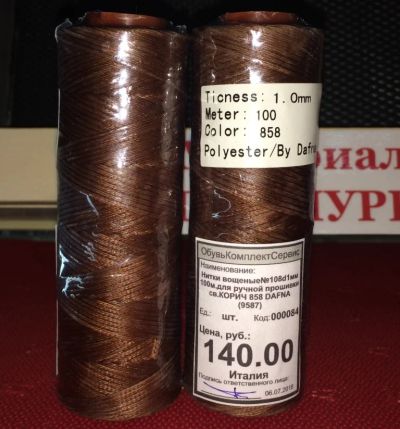 Ticness: 1.0mm
Meter: 100
Color: 858
Polyester/By Dafna
ОбувьКомплектСервис
Наименование:
Нитки вощеные№108d1мм
100м.для ручной прошивки
св.КОРИЧ 858 DAFNA
(9587)
Ед.: шт. Код: 000084
Цена, руб.:
140.00
Италия
Подпись ответственного лица:
06.07.2018